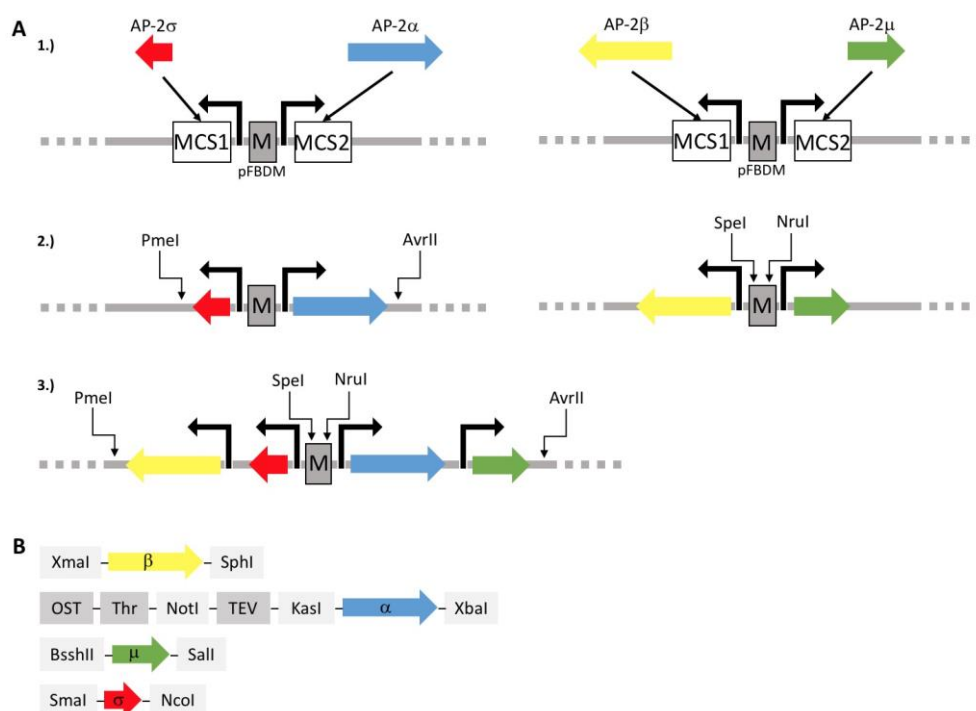 A
1.)
AP-2σ AP-2α AP-2β AP-2μ
MCS1 M MCS2 MCS1 M MCS2
pFBDM pFBDM
2.)
PmeI AvrII SpeI NruI
M M
3.)
PmeI SpeI NruI AvrII
M
B
XmaI β SphI
OST Thr NotI TEV KasI α XbaI
BsshII μ SalI
SmaI σ NcoI